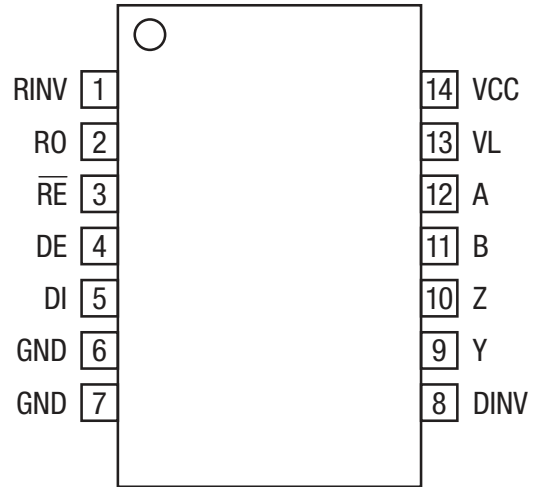 RINV 1 14 VCC
RO 2 13 VL
R̅E̅ 3 12 A
DE 4 11 B
DI 5 10 Z
GND 6 9 Y
GND 7 8 DINV